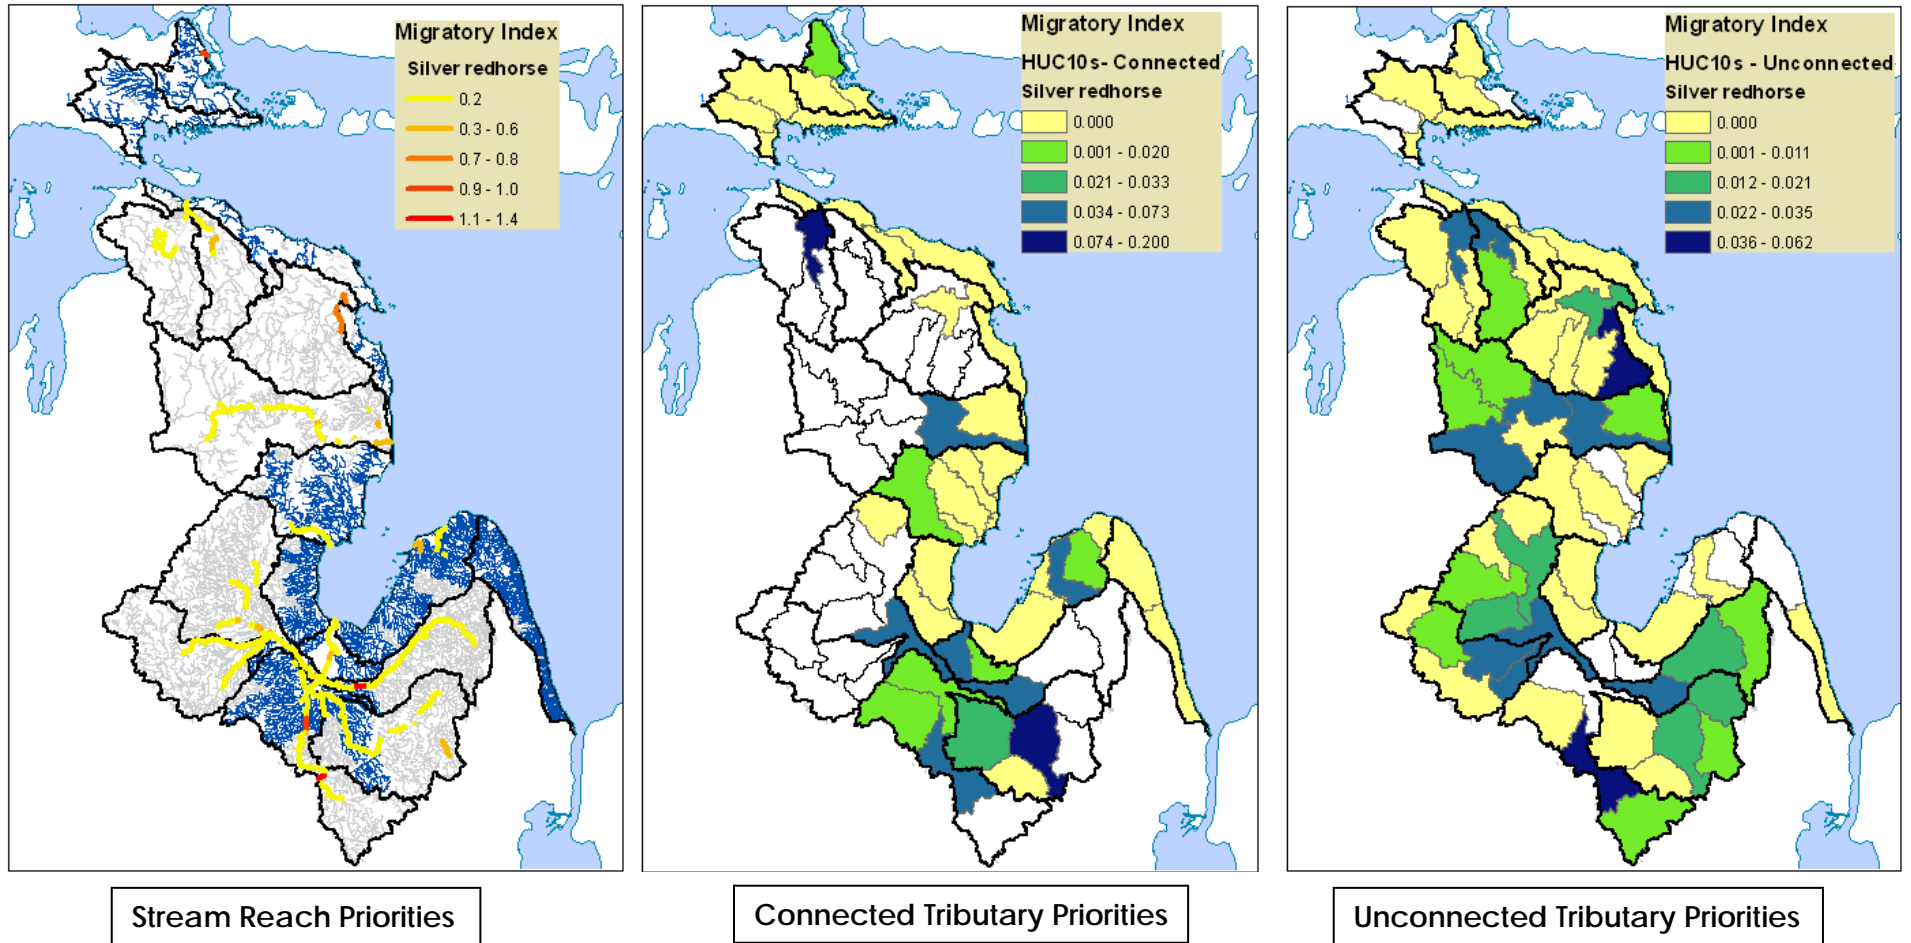 Migratory Index
Silver redhorse
0.2
0.3 - 0.6
0.7 - 0.8
0.9 - 1.0
1.1 - 1.4
Stream Reach Priorities
Migratory Index
HUC10s- Connected
Silver redhorse
0.000
0.001 - 0.020
0.021 - 0.033
0.034 - 0.073
0.074 - 0.200
Connected Tributary Priorities
Migratory Index
HUC10s - Unconnected
Silver redhorse
0.000
0.001 - 0.011
0.012 - 0.021
0.022 - 0.035
0.036 - 0.062
Unconnected Tributary Priorities